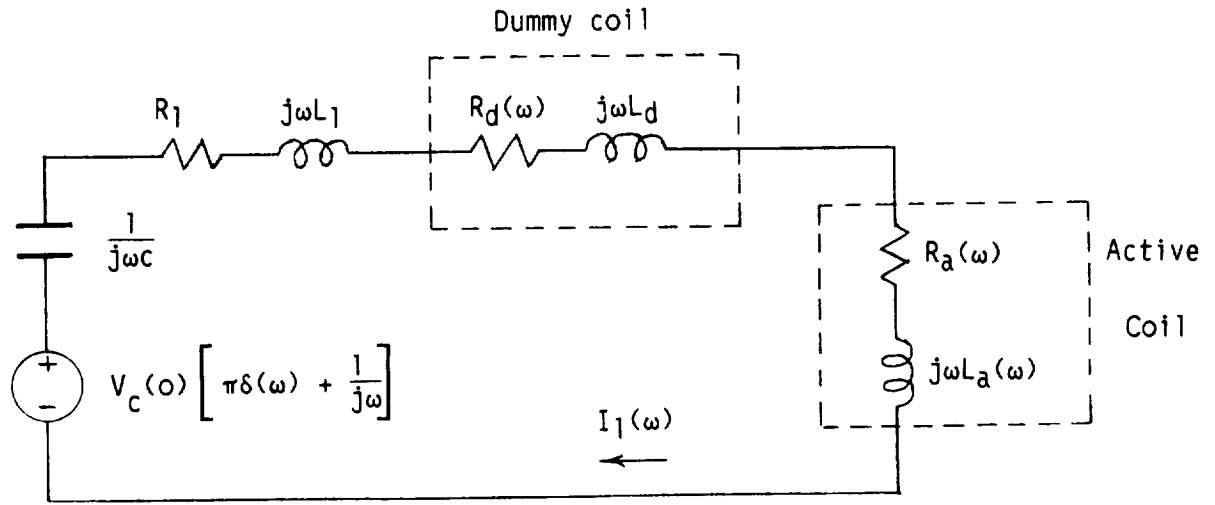 Dummy coil
R1
jωL1
Rd(ω)
jωLd
1
jωc
Ra(ω)
Active
Coil
jωLa(ω)
+
-
Vc(o) [ πδ(ω) + 1/jω ]
I1(ω)